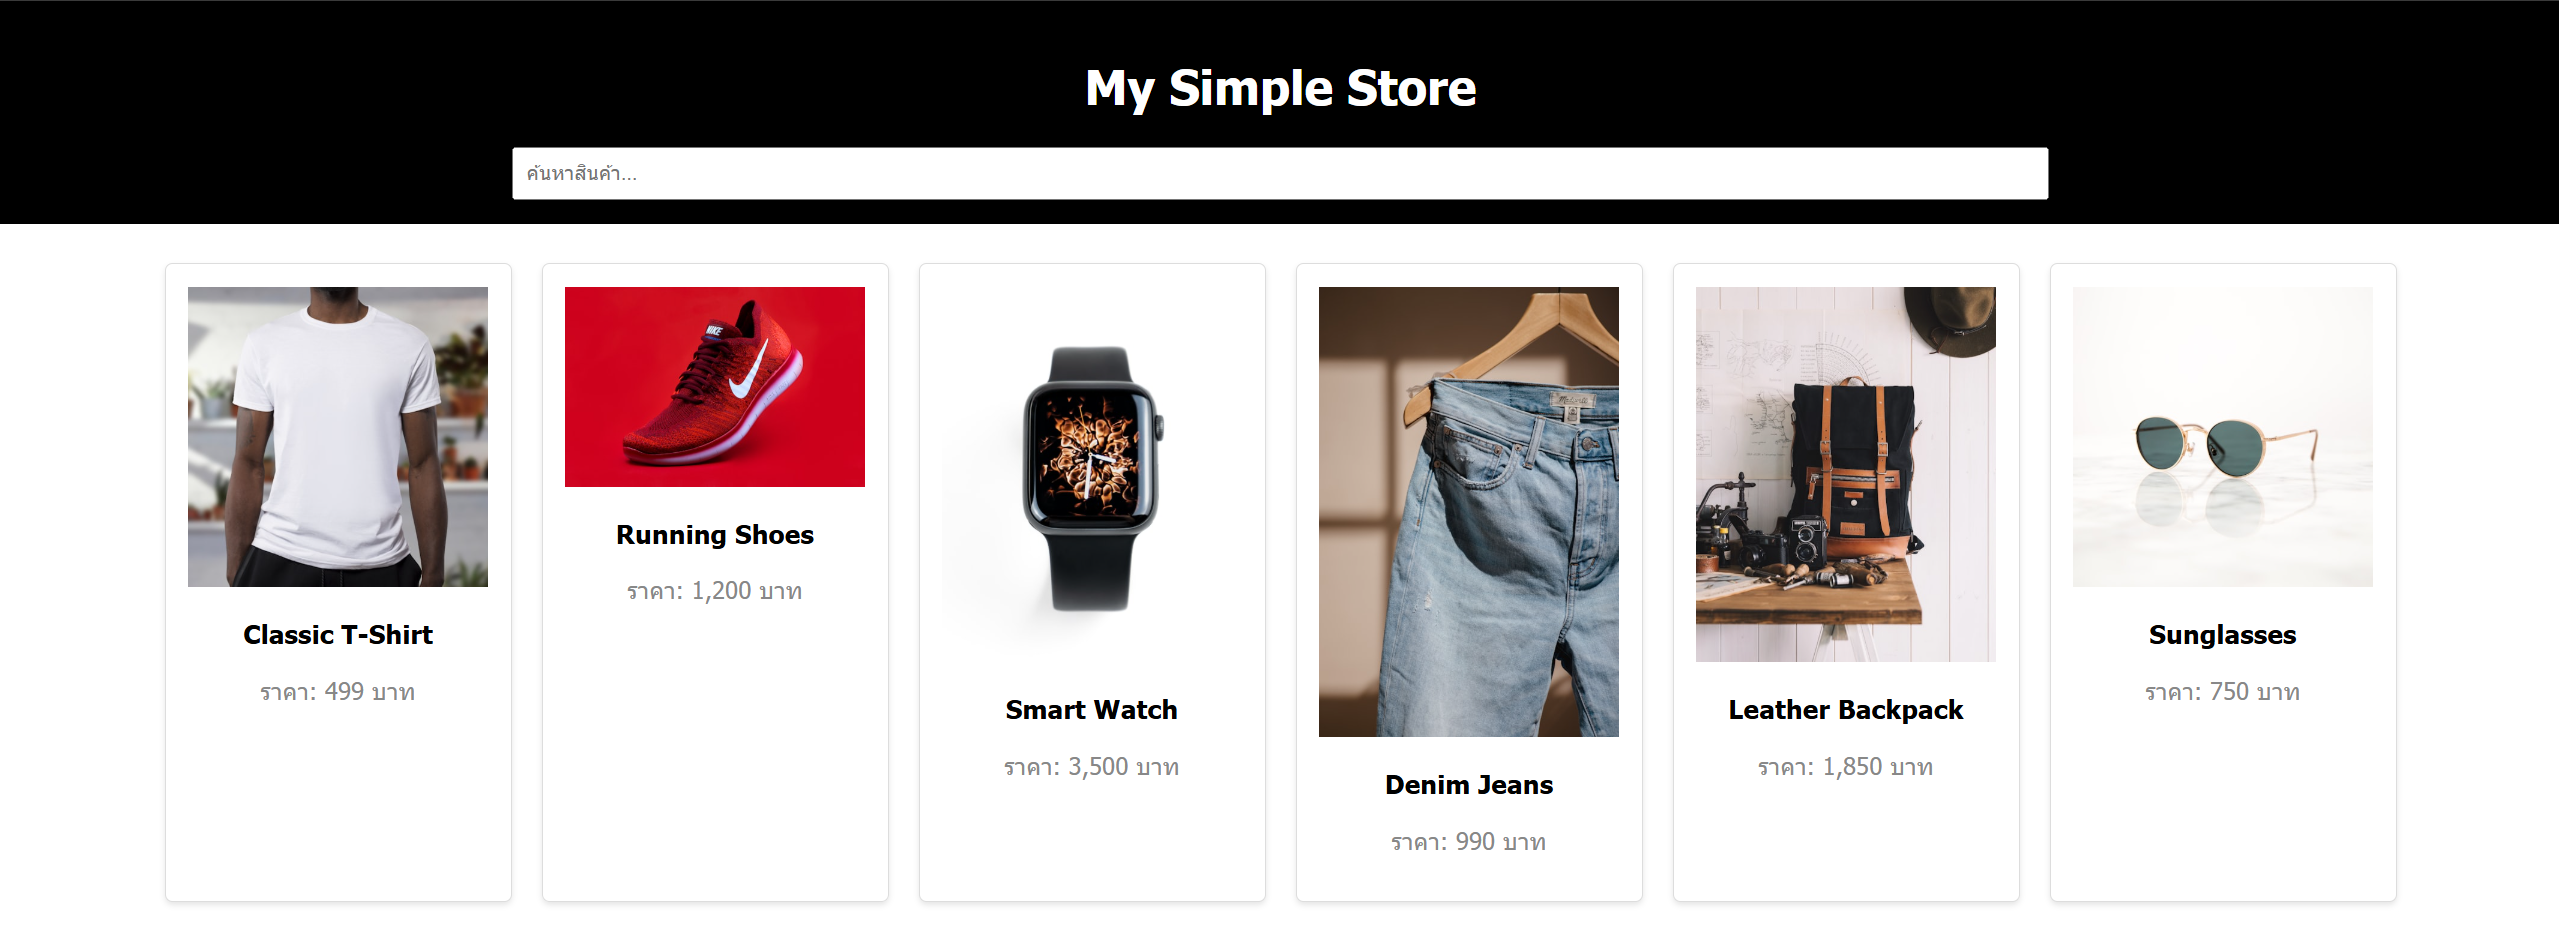 My Simple Store
ค้นหาสินค้า...
NIKE
Classic T-Shirt
ราคา: 499 บาท
Running Shoes
ราคา: 1,200 บาท
Smart Watch
ราคา: 3,500 บาท
Denim Jeans
ราคา: 990 บาท
Leather Backpack
ราคา: 1,850 บาท
Sunglasses
ราคา: 750 บาท